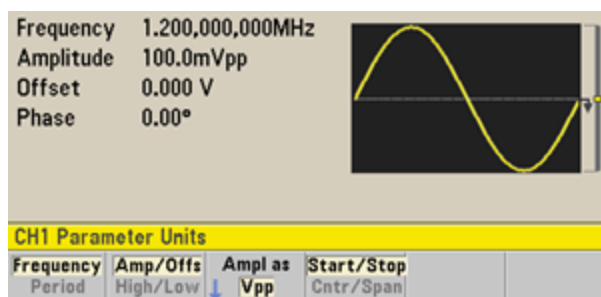 Frequency 1.200,000,000MHz
Amplitude 100.0mVpp
Offset 0.000 V
Phase 0.00°
CH1 Parameter Units
Frequency Amp/Offs Ampl as Start/Stop
Period High/Low Vpp Cntr/Span